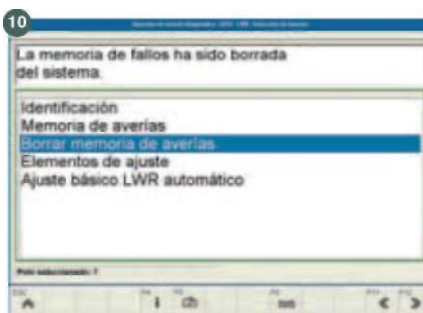 10
La memoria de fallos ha sido borrada
del sistema.
Identificación
Memoria de averías
Borrar memoria de averías
Elementos de ajuste
Ajuste básico LWR automático